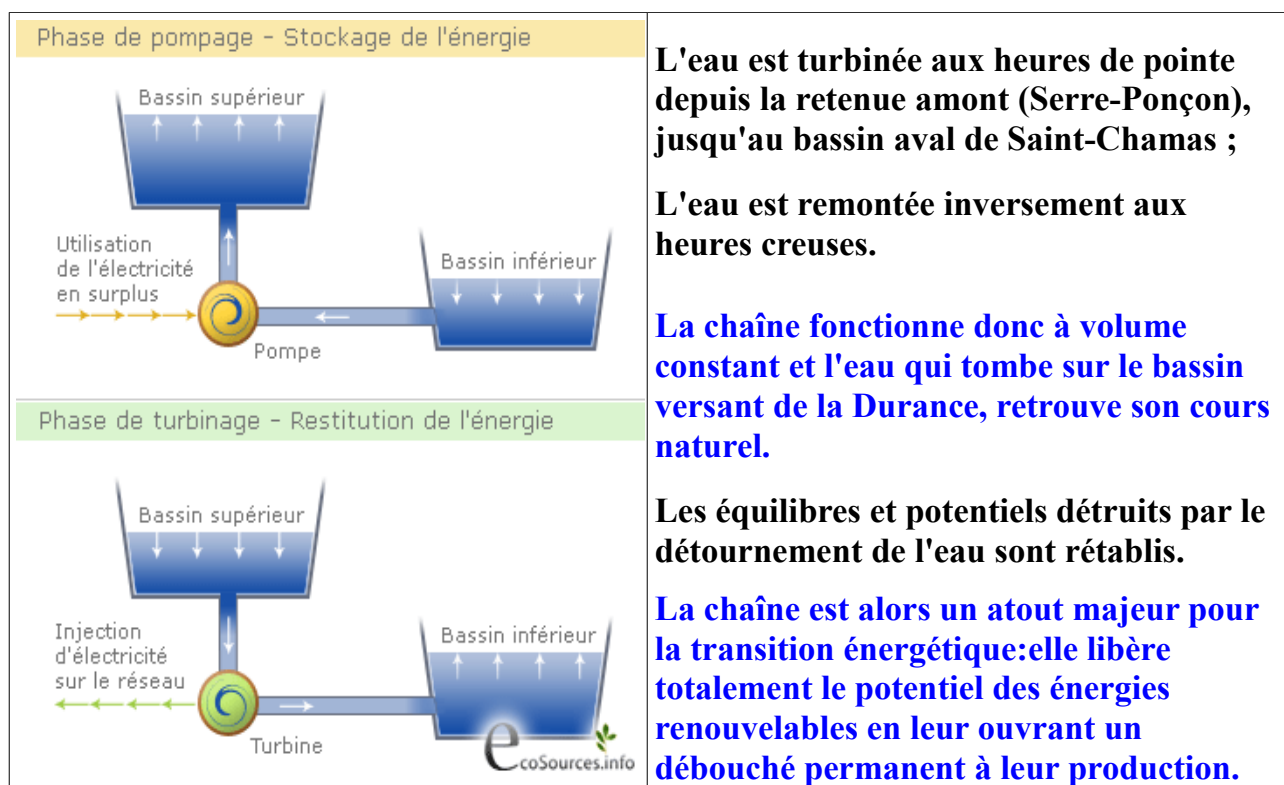 Phase de pompage - Stockage de l'énergie
Bassin supérieur
Utilisation
de l'électricité
en surplus
Bassin inférieur
Pompe
Phase de turbinage - Restitution de l'énergie
Bassin supérieur
Injection
d'électricité
sur le réseau
Bassin inférieur
Turbine
ecoSources.info
L'eau est turbinée aux heures de pointe
depuis la retenue amont (Serre-Ponçon),
jusqu'au bassin aval de Saint-Chamas ;
L'eau est remontée inversement aux
heures creuses.
La chaîne fonctionne donc à volume
constant et l'eau qui tombe sur le bassin
versant de la Durance, retrouve son cours
naturel.
Les équilibres et potentiels détruits par le
détournement de l'eau sont rétablis.
La chaîne est alors un atout majeur pour
la transition énergétique:elle libère
totalement le potentiel des énergies
renouvelables en leur ouvrant un
débouché permanent à leur production.